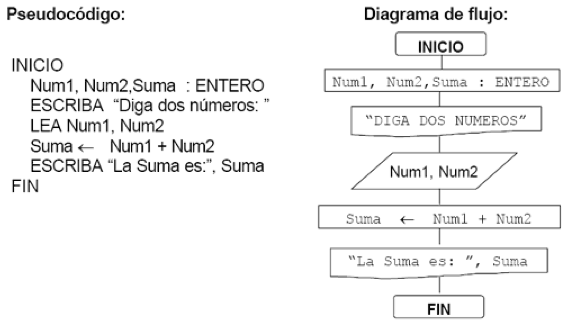 Pseudocódigo:
INICIO
Num1, Num2,Suma : ENTERO
ESCRIBA “Diga dos números: ”
LEA Num1, Num2
Suma ← Num1 + Num2
ESCRIBA “La Suma es:”, Suma
FIN
Diagrama de flujo:
INICIO
Num1, Num2,Suma : ENTERO
“DIGA DOS NUMEROS”
Num1, Num2
Suma ← Num1 + Num2
“La Suma es: ”, Suma
FIN